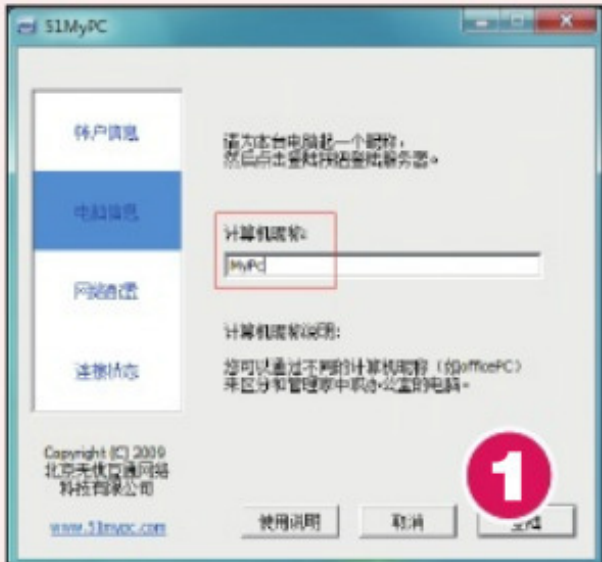 51MyPC
帐户信息
电脑信息
网络配置
连接状态
请为本台电脑起一个昵称，
然后点击登陆按钮登陆服务器。
计算机昵称:
MyPc
计算机昵称说明:
您可以通过不同的计算机昵称（如officePC）
来区分和管理家中或办公室的电脑。
Copyright (C) 2009
北京无忧互通网络
科技有限公司
www.51mypc.com
使用说明
取消
1